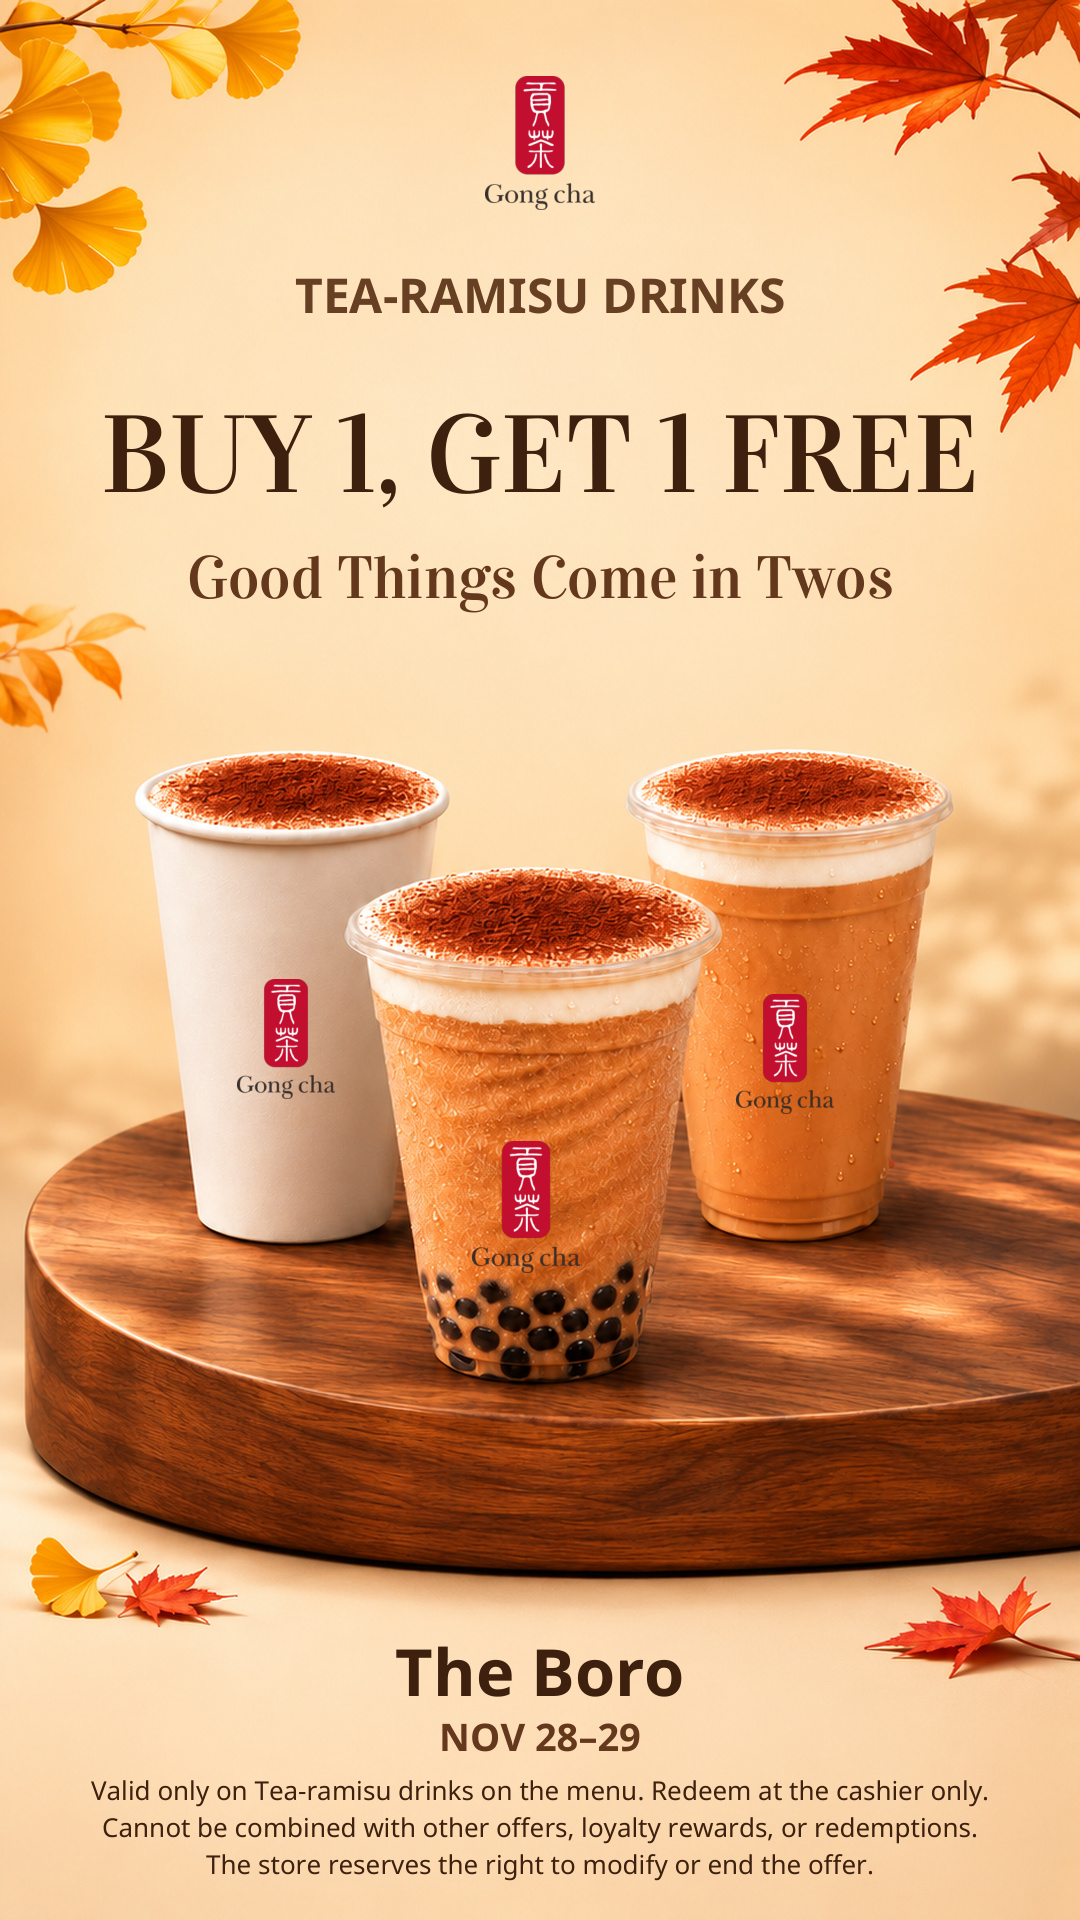 貢茶
Gong cha
TEA-RAMISU DRINKS
BUY 1, GET 1 FREE
Good Things Come in Twos
貢茶
Gong cha
貢茶
Gong cha
貢茶
Gong cha
The Boro
NOV 28–29
Valid only on Tea-ramisu drinks on the menu. Redeem at the cashier only.
Cannot be combined with other offers, loyalty rewards, or redemptions.
The store reserves the right to modify or end the offer.